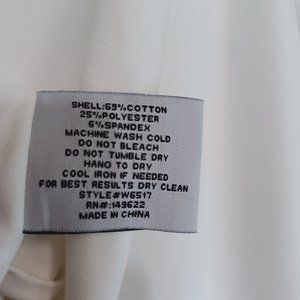 SHELL:69%COTTON
25%POLYESTER
6%SPANDEX
MACHINE WASH COLD
DO NOT BLEACH
DO NOT TUMBLE DRY
HANG TO DRY
COOL IRON IF NEEDED
FOR BEST RESULTS DRY CLEAN
STYLE#W6517
RN#:149622
MADE IN CHINA